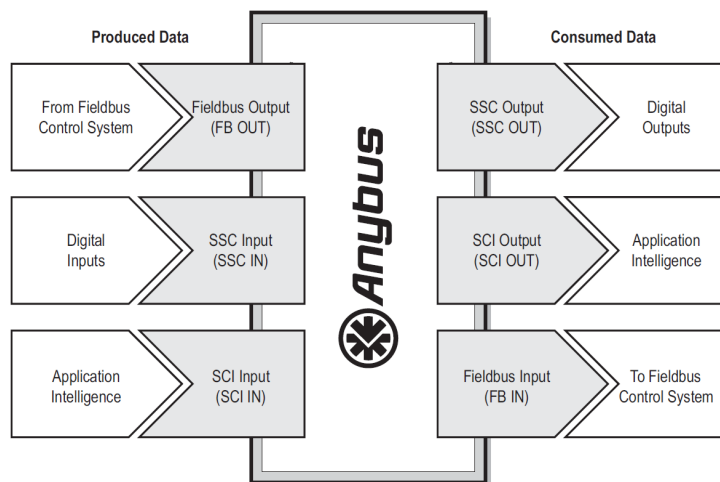 Produced Data
Consumed Data
From Fieldbus
Control System
Fieldbus Output
(FB OUT)
SSC Output
(SSC OUT)
Digital
Outputs
Digital
Inputs
SSC Input
(SSC IN)
SCI Output
(SCI OUT)
Application
Intelligence
Application
Intelligence
SCI Input
(SCI IN)
Fieldbus Input
(FB IN)
To Fieldbus
Control System
Anybus